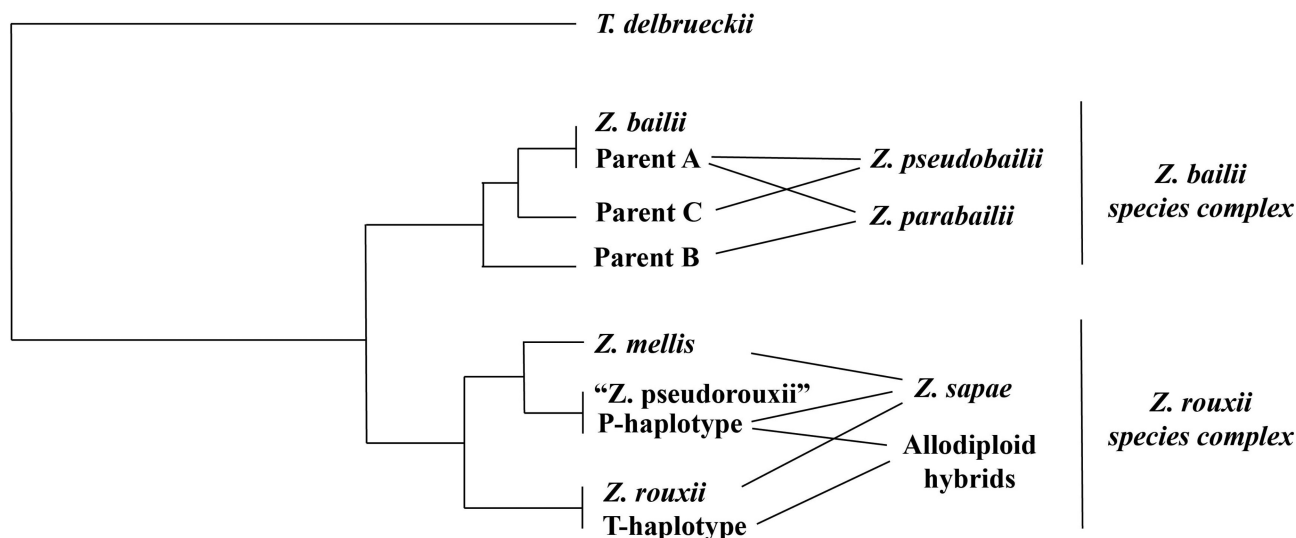 T. delbrueckii
Z. bailii
Parent A
Parent C
Parent B
Z. pseudobailii
Z. parabailii
Z. bailii
species complex
Z. mellis
“Z. pseudorouxii”
P-haplotype
Z. rouxii
T-haplotype
Z. sapae
Allodiploid
hybrids
Z. rouxii
species complex